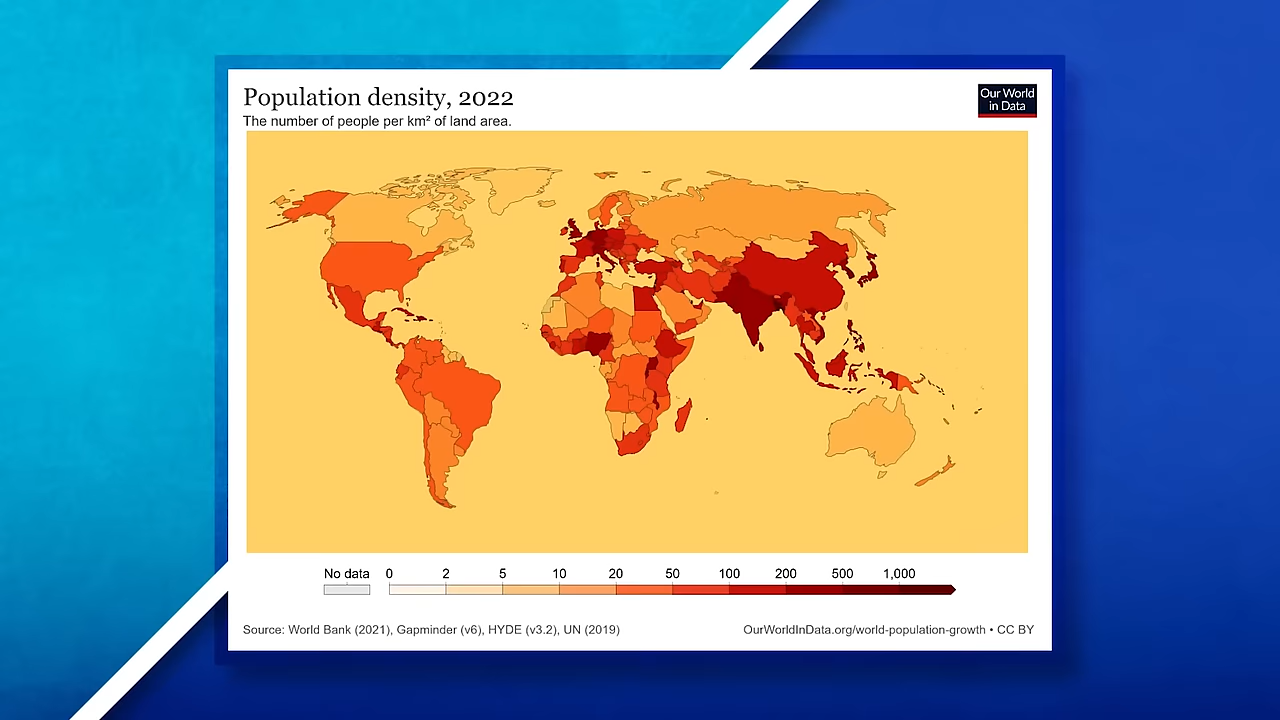 Population density, 2022
The number of people per km² of land area.
Our World
in Data
No data 0 2 5 10 20 50 100 200 500 1,000
Source: World Bank (2021), Gapminder (v6), HYDE (v3.2), UN (2019)
OurWorldInData.org/world-population-growth • CC BY